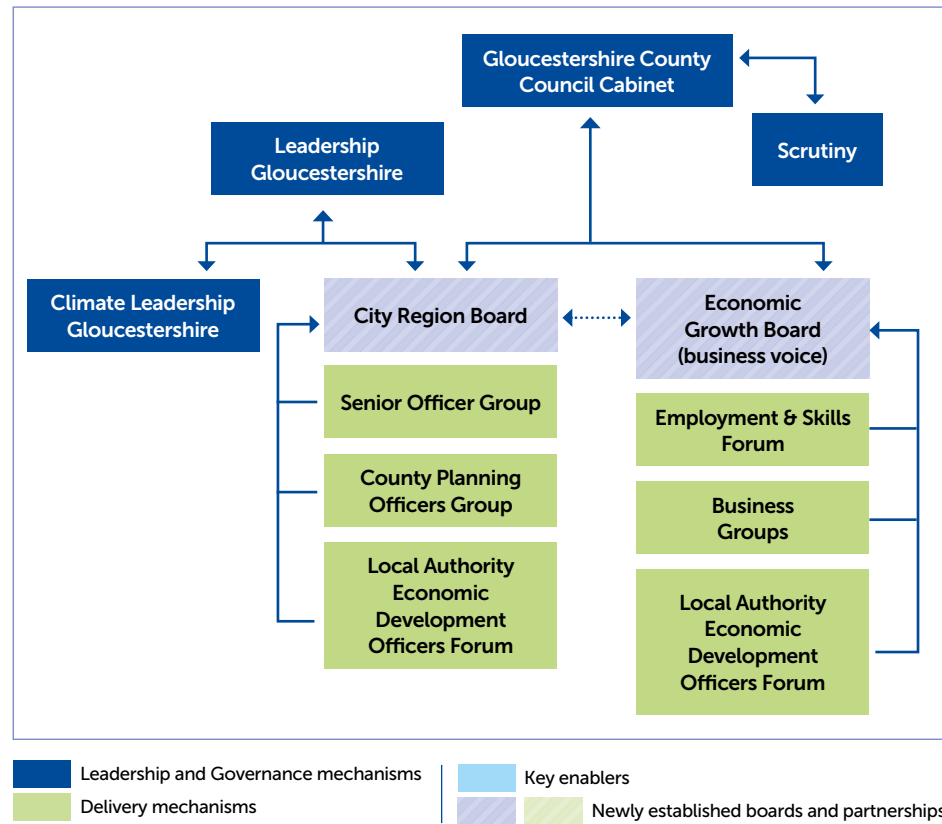 Gloucestershire County
Council Cabinet
Leadership
Gloucestershire
Scrutiny
Climate Leadership
Gloucestershire
City Region Board
Economic
Growth Board
(business voice)
Senior Officer Group
Employment & Skills
Forum
County Planning
Officers Group
Business
Groups
Local Authority
Economic
Development
Officers Forum
Local Authority
Economic
Development
Officers Forum
Leadership and Governance mechanisms
Key enablers
Delivery mechanisms
Newly established boards and partnerships